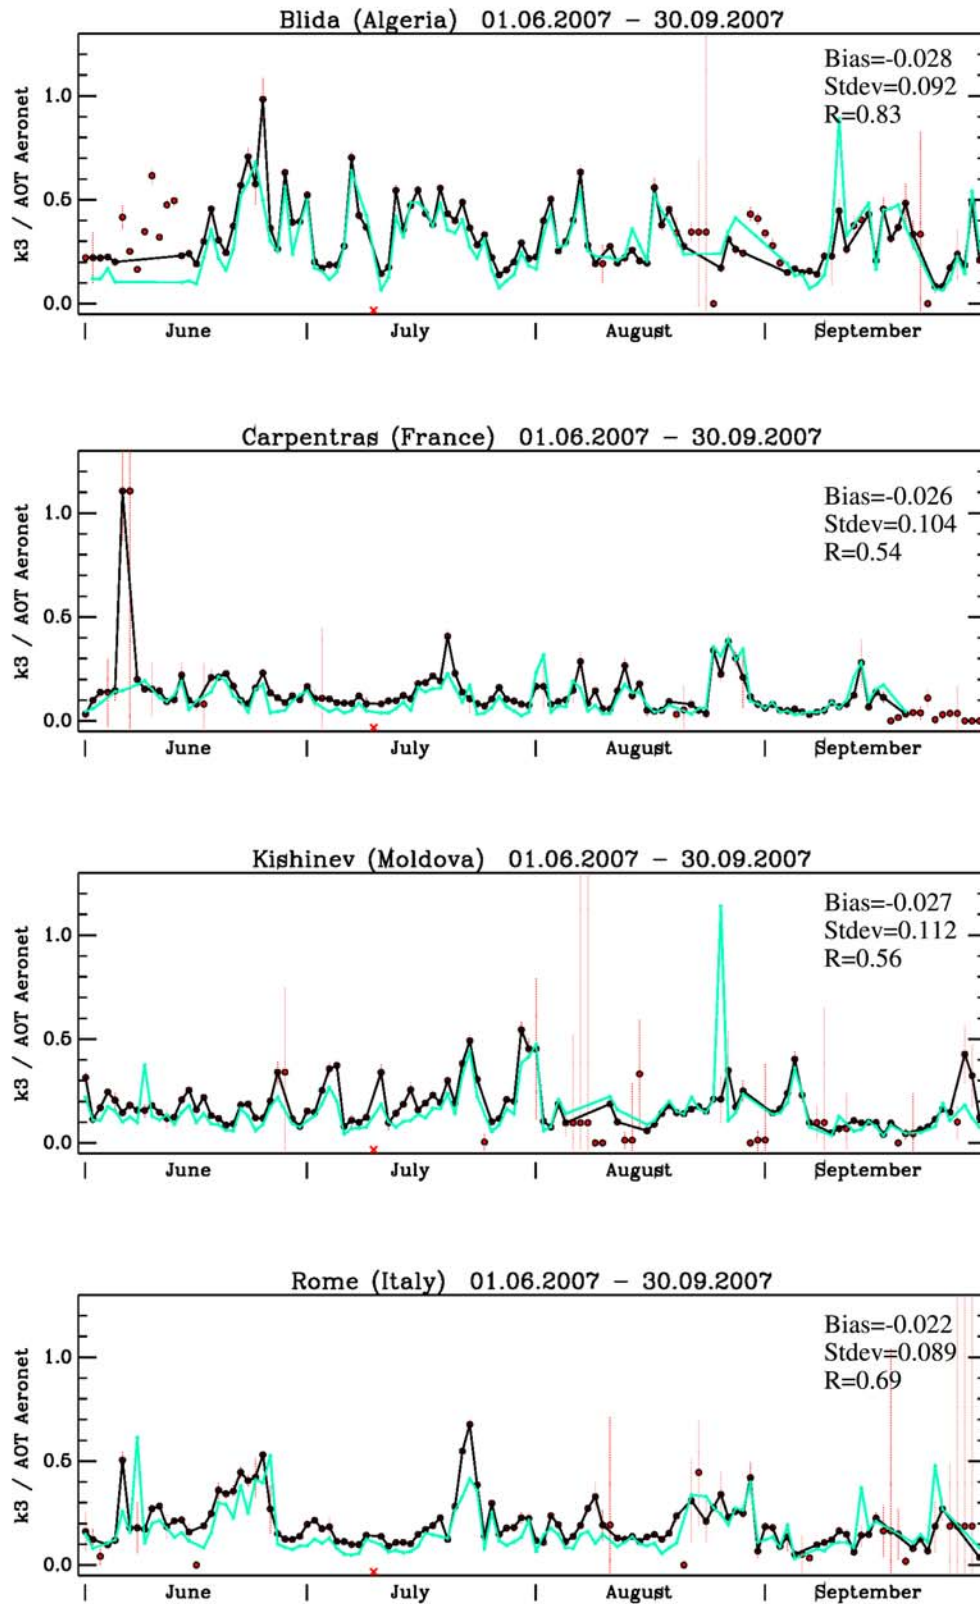 Blida (Algeria) 01.06.2007 – 30.09.2007
Bias=-0.028
Stdev=0.092
R=0.83
k3 / AOT Aeronet
1.0
0.5
0.0
| June | July | August | September
Carpentras (France) 01.06.2007 – 30.09.2007
Bias=-0.026
Stdev=0.104
R=0.54
k3 / AOT Aeronet
1.0
0.5
0.0
| June | July | August | September
Kishinev (Moldova) 01.06.2007 – 30.09.2007
Bias=-0.027
Stdev=0.112
R=0.56
k3 / AOT Aeronet
1.0
0.5
0.0
| June | July | August | September
Rome (Italy) 01.06.2007 – 30.09.2007
Bias=-0.022
Stdev=0.089
R=0.69
k3 / AOT Aeronet
1.0
0.5
0.0
| June | July | August | September